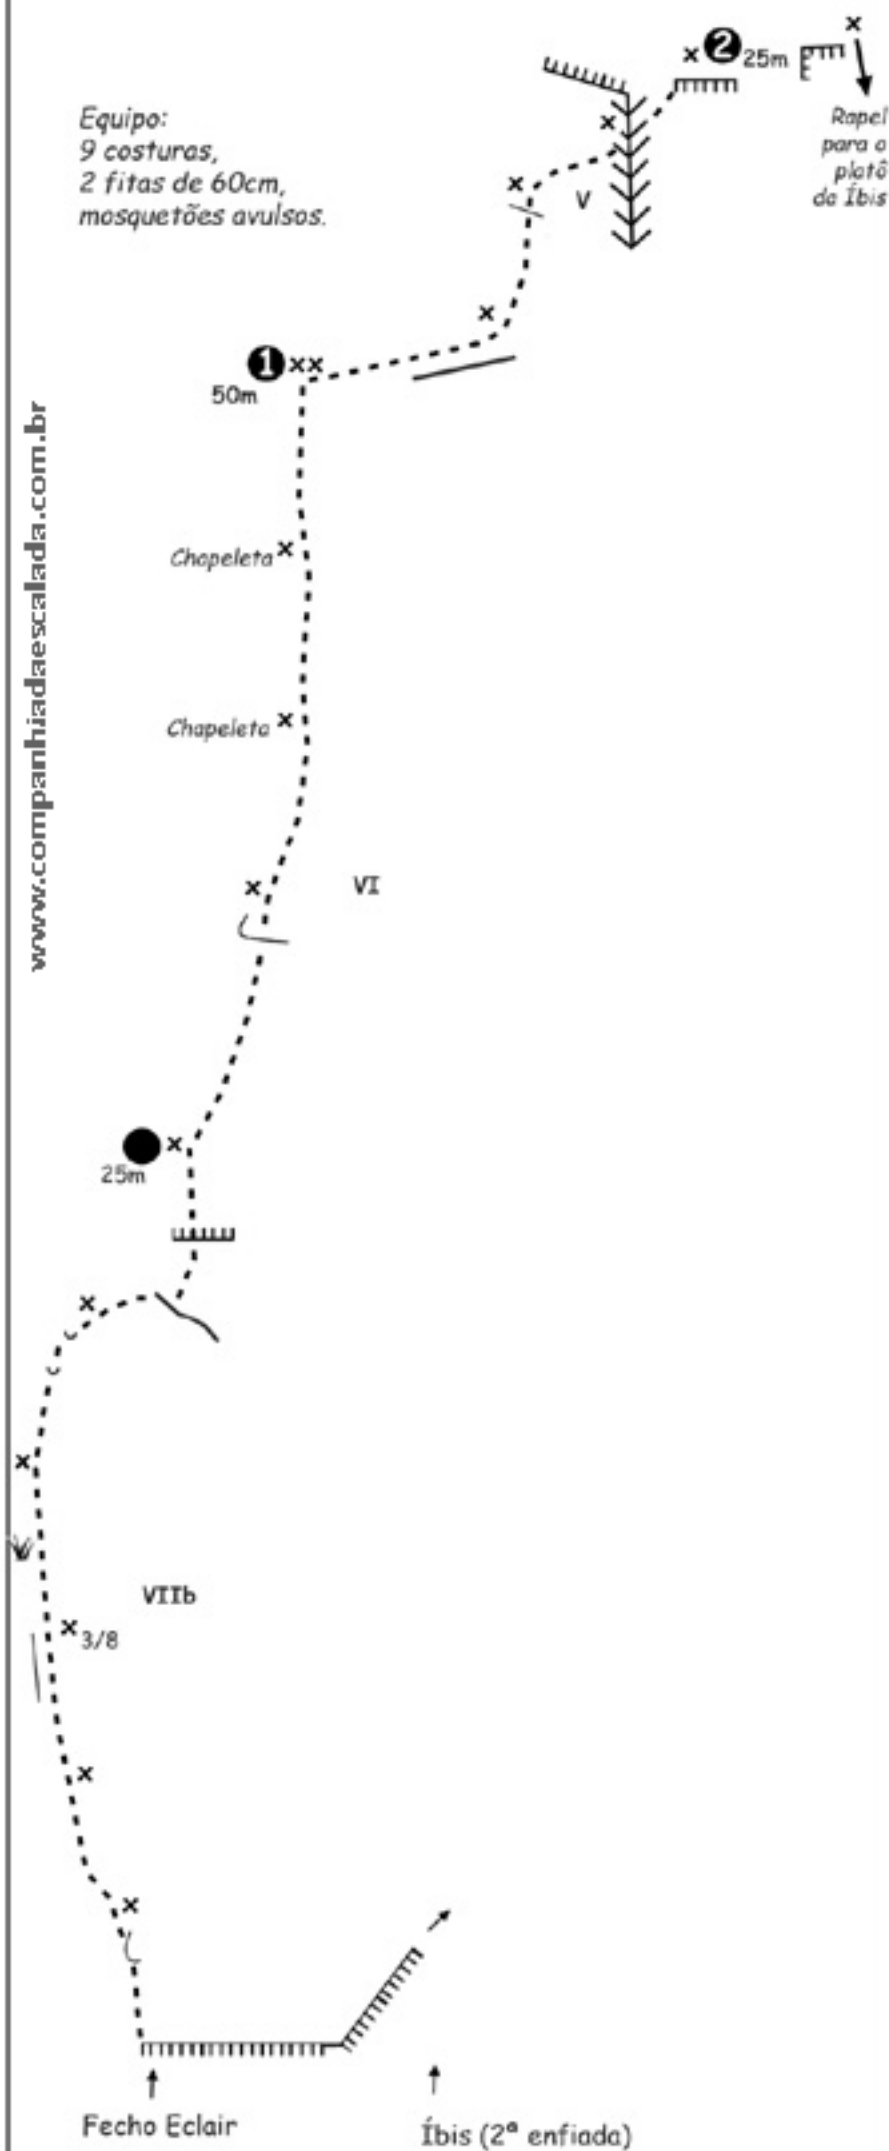 2 25m
Rapel
para o
platô
da Íbis
Equipo:
9 costuras,
2 fitas de 60cm,
mosquetões avulsos.
V
1
50m
www.companhiadaescalada.com.br
Chapeleta
Chapeleta
VI
25m
VIIb
3/8
Fecho Eclair
Íbis (2ª enfiada)